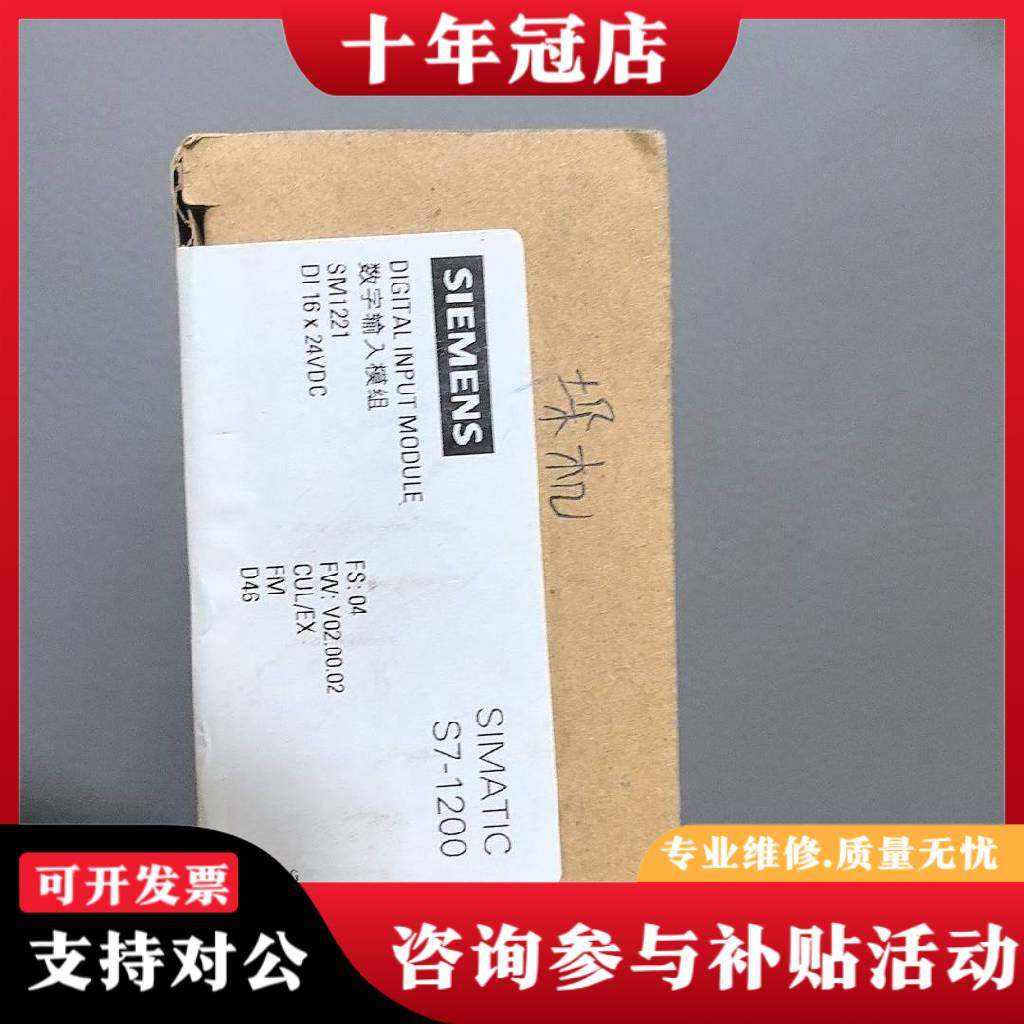 十年冠店
SIEMENS
DIGITAL INPUT MODULE
数字输入模组
SM1221
DI 16 x 24VDC
FS: 04
FW: V02.00.02
CUL/EX
FM
D46
SIMATIC
S7-1200
专业维修.质量无忧
可开发票
支持对公
咨询参与补贴活动